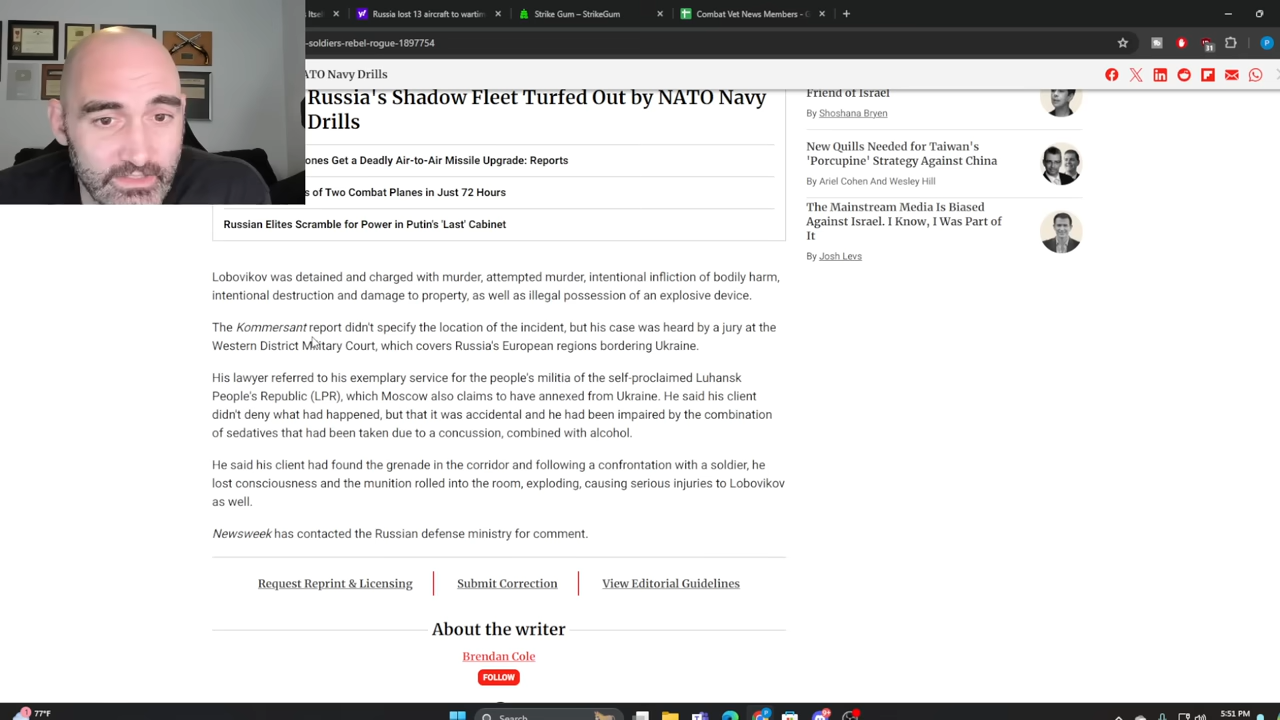 Itsel
Russia lost 13 aircraft to wartim
Strike Gum – StrikeGum
Combat Vet News Members -
-soldiers-rebel-rogue-1897754
31
P
ATO Navy Drills
Russia's Shadow Fleet Turfed Out by NATO Navy
Drills
ones Get a Deadly Air-to-Air Missile Upgrade: Reports
s of Two Combat Planes in Just 72 Hours
Russian Elites Scramble for Power in Putin's 'Last' Cabinet
Lobovikov was detained and charged with murder, attempted murder, intentional infliction of bodily harm,
intentional destruction and damage to property, as well as illegal possession of an explosive device.
The Kommersant report didn't specify the location of the incident, but his case was heard by a jury at the
Western District Military Court, which covers Russia's European regions bordering Ukraine.
His lawyer referred to his exemplary service for the people's militia of the self-proclaimed Luhansk
People's Republic (LPR), which Moscow also claims to have annexed from Ukraine. He said his client
didn't deny what had happened, but that it was accidental and he had been impaired by the combination
of sedatives that had been taken due to a concussion, combined with alcohol.
He said his client had found the grenade in the corridor and following a confrontation with a soldier, he
lost consciousness and the munition rolled into the room, exploding, causing serious injuries to Lobovikov
as well.
Newsweek has contacted the Russian defense ministry for comment.
Request Reprint & Licensing
Submit Correction
View Editorial Guidelines
About the writer
Brendan Cole
FOLLOW
Friend of Israel
By Shoshana Bryen
New Quills Needed for Taiwan's
'Porcupine' Strategy Against China
By Ariel Cohen And Wesley Hill
The Mainstream Media Is Biased
Against Israel. I Know, I Was Part of
It
By Josh Levs
77°F
Search
5:51 PM